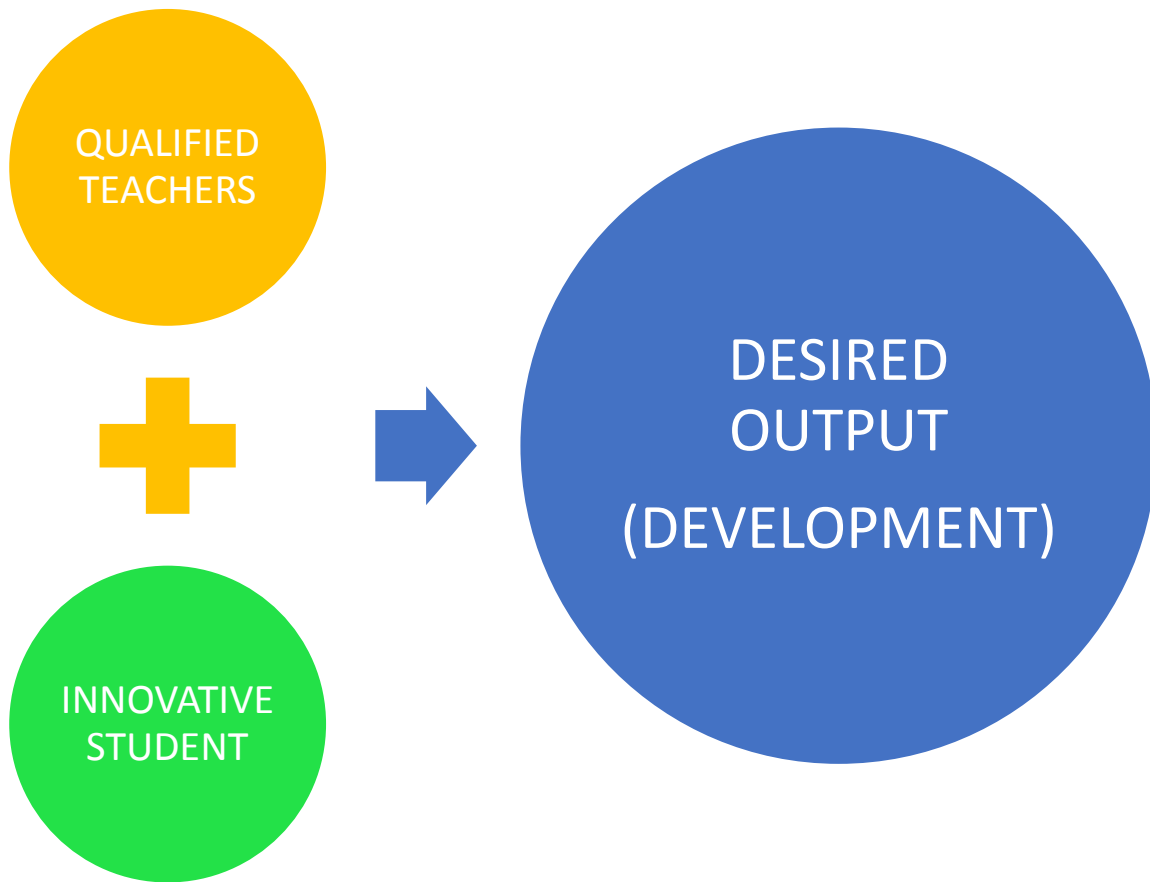 QUALIFIED
TEACHERS
INNOVATIVE
STUDENT
DESIRED
OUTPUT
(DEVELOPMENT)